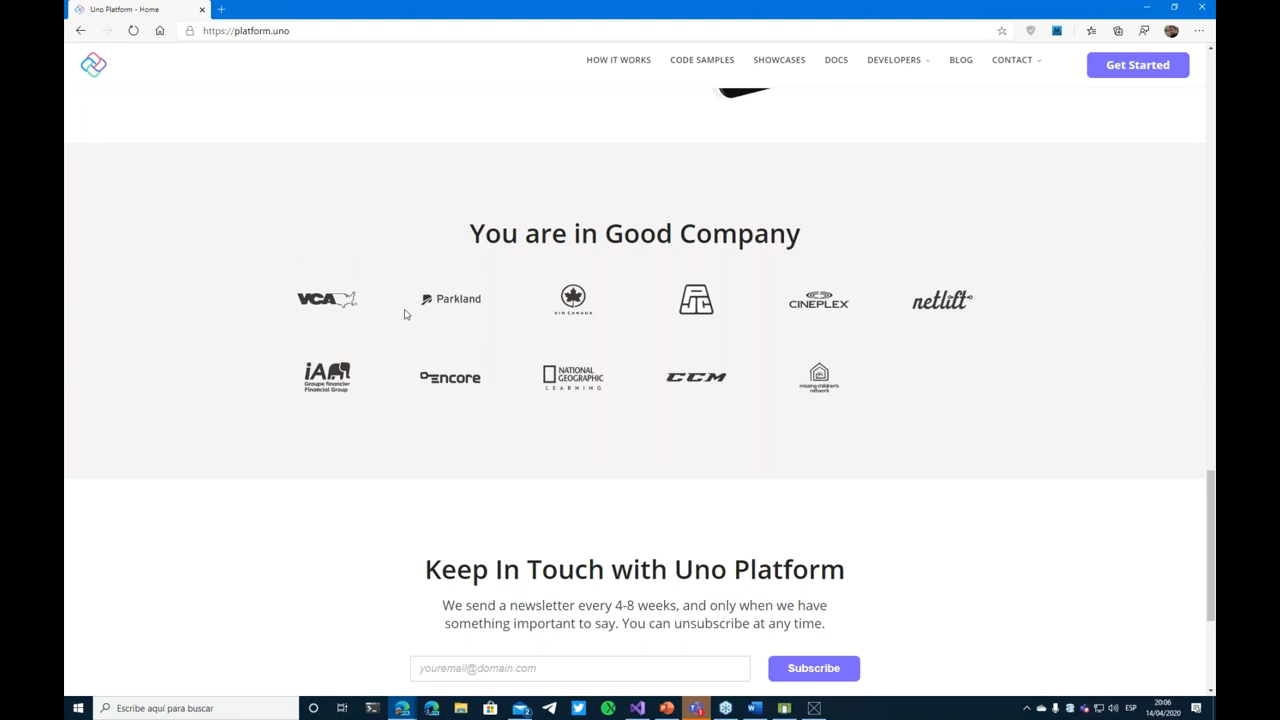 Uno Platform - Home
https://platform.uno
HOW IT WORKS
CODE SAMPLES
SHOWCASES
DOCS
DEVELOPERS
BLOG
CONTACT
Get Started
You are in Good Company
VCA
Parkland
AIR CANADA
CINEPLEX
netlift
iA
Groupe financier
Financial Group
encore
NATIONAL
GEOGRAPHIC
LEARNING
CCM
missing children's
network
Keep In Touch with Uno Platform
We send a newsletter every 4-8 weeks, and only when we have
something important to say. You can unsubscribe at any time.
youremail@domain.com
Subscribe
Escribe aquí para buscar
ESP
20:06
14/04/2020